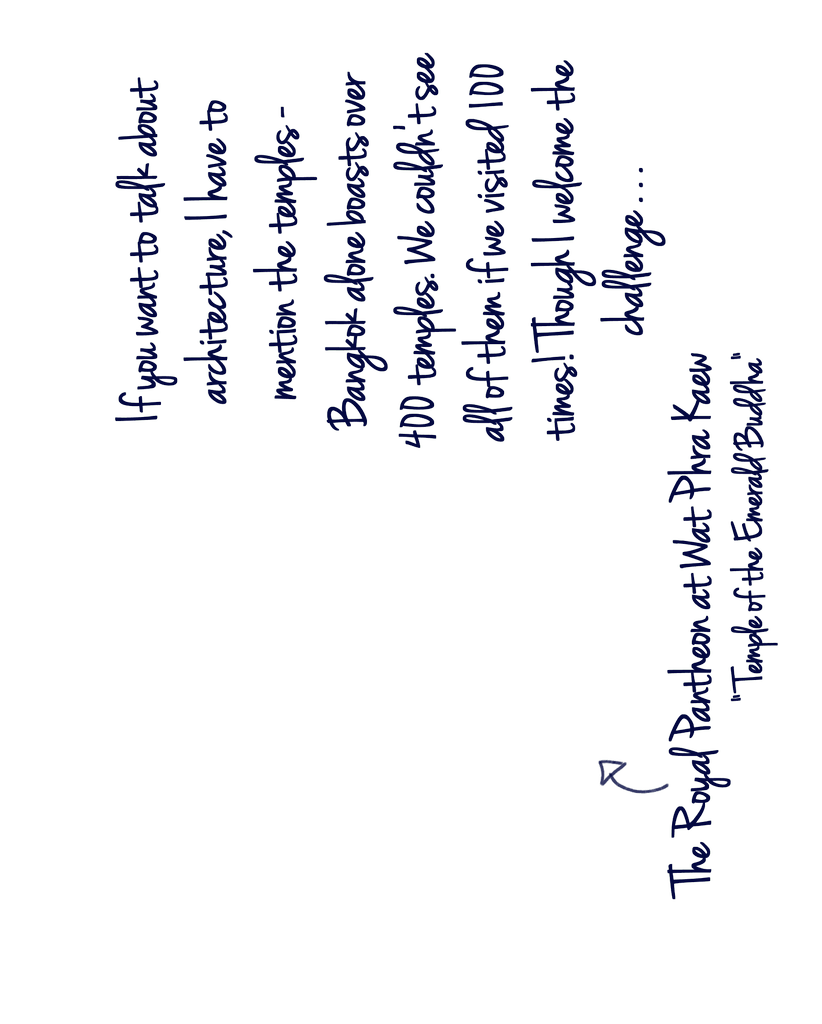 If you want to talk about
architecture, I have to
mention the temples -
Bangkok alone boasts over
400 temples. We couldn't see
all of them if we visited 100
times! Though I welcome the
challenge...
The Royal Pantheon at Wat Phra Kaew
"Temple of the Emerald Buddha"